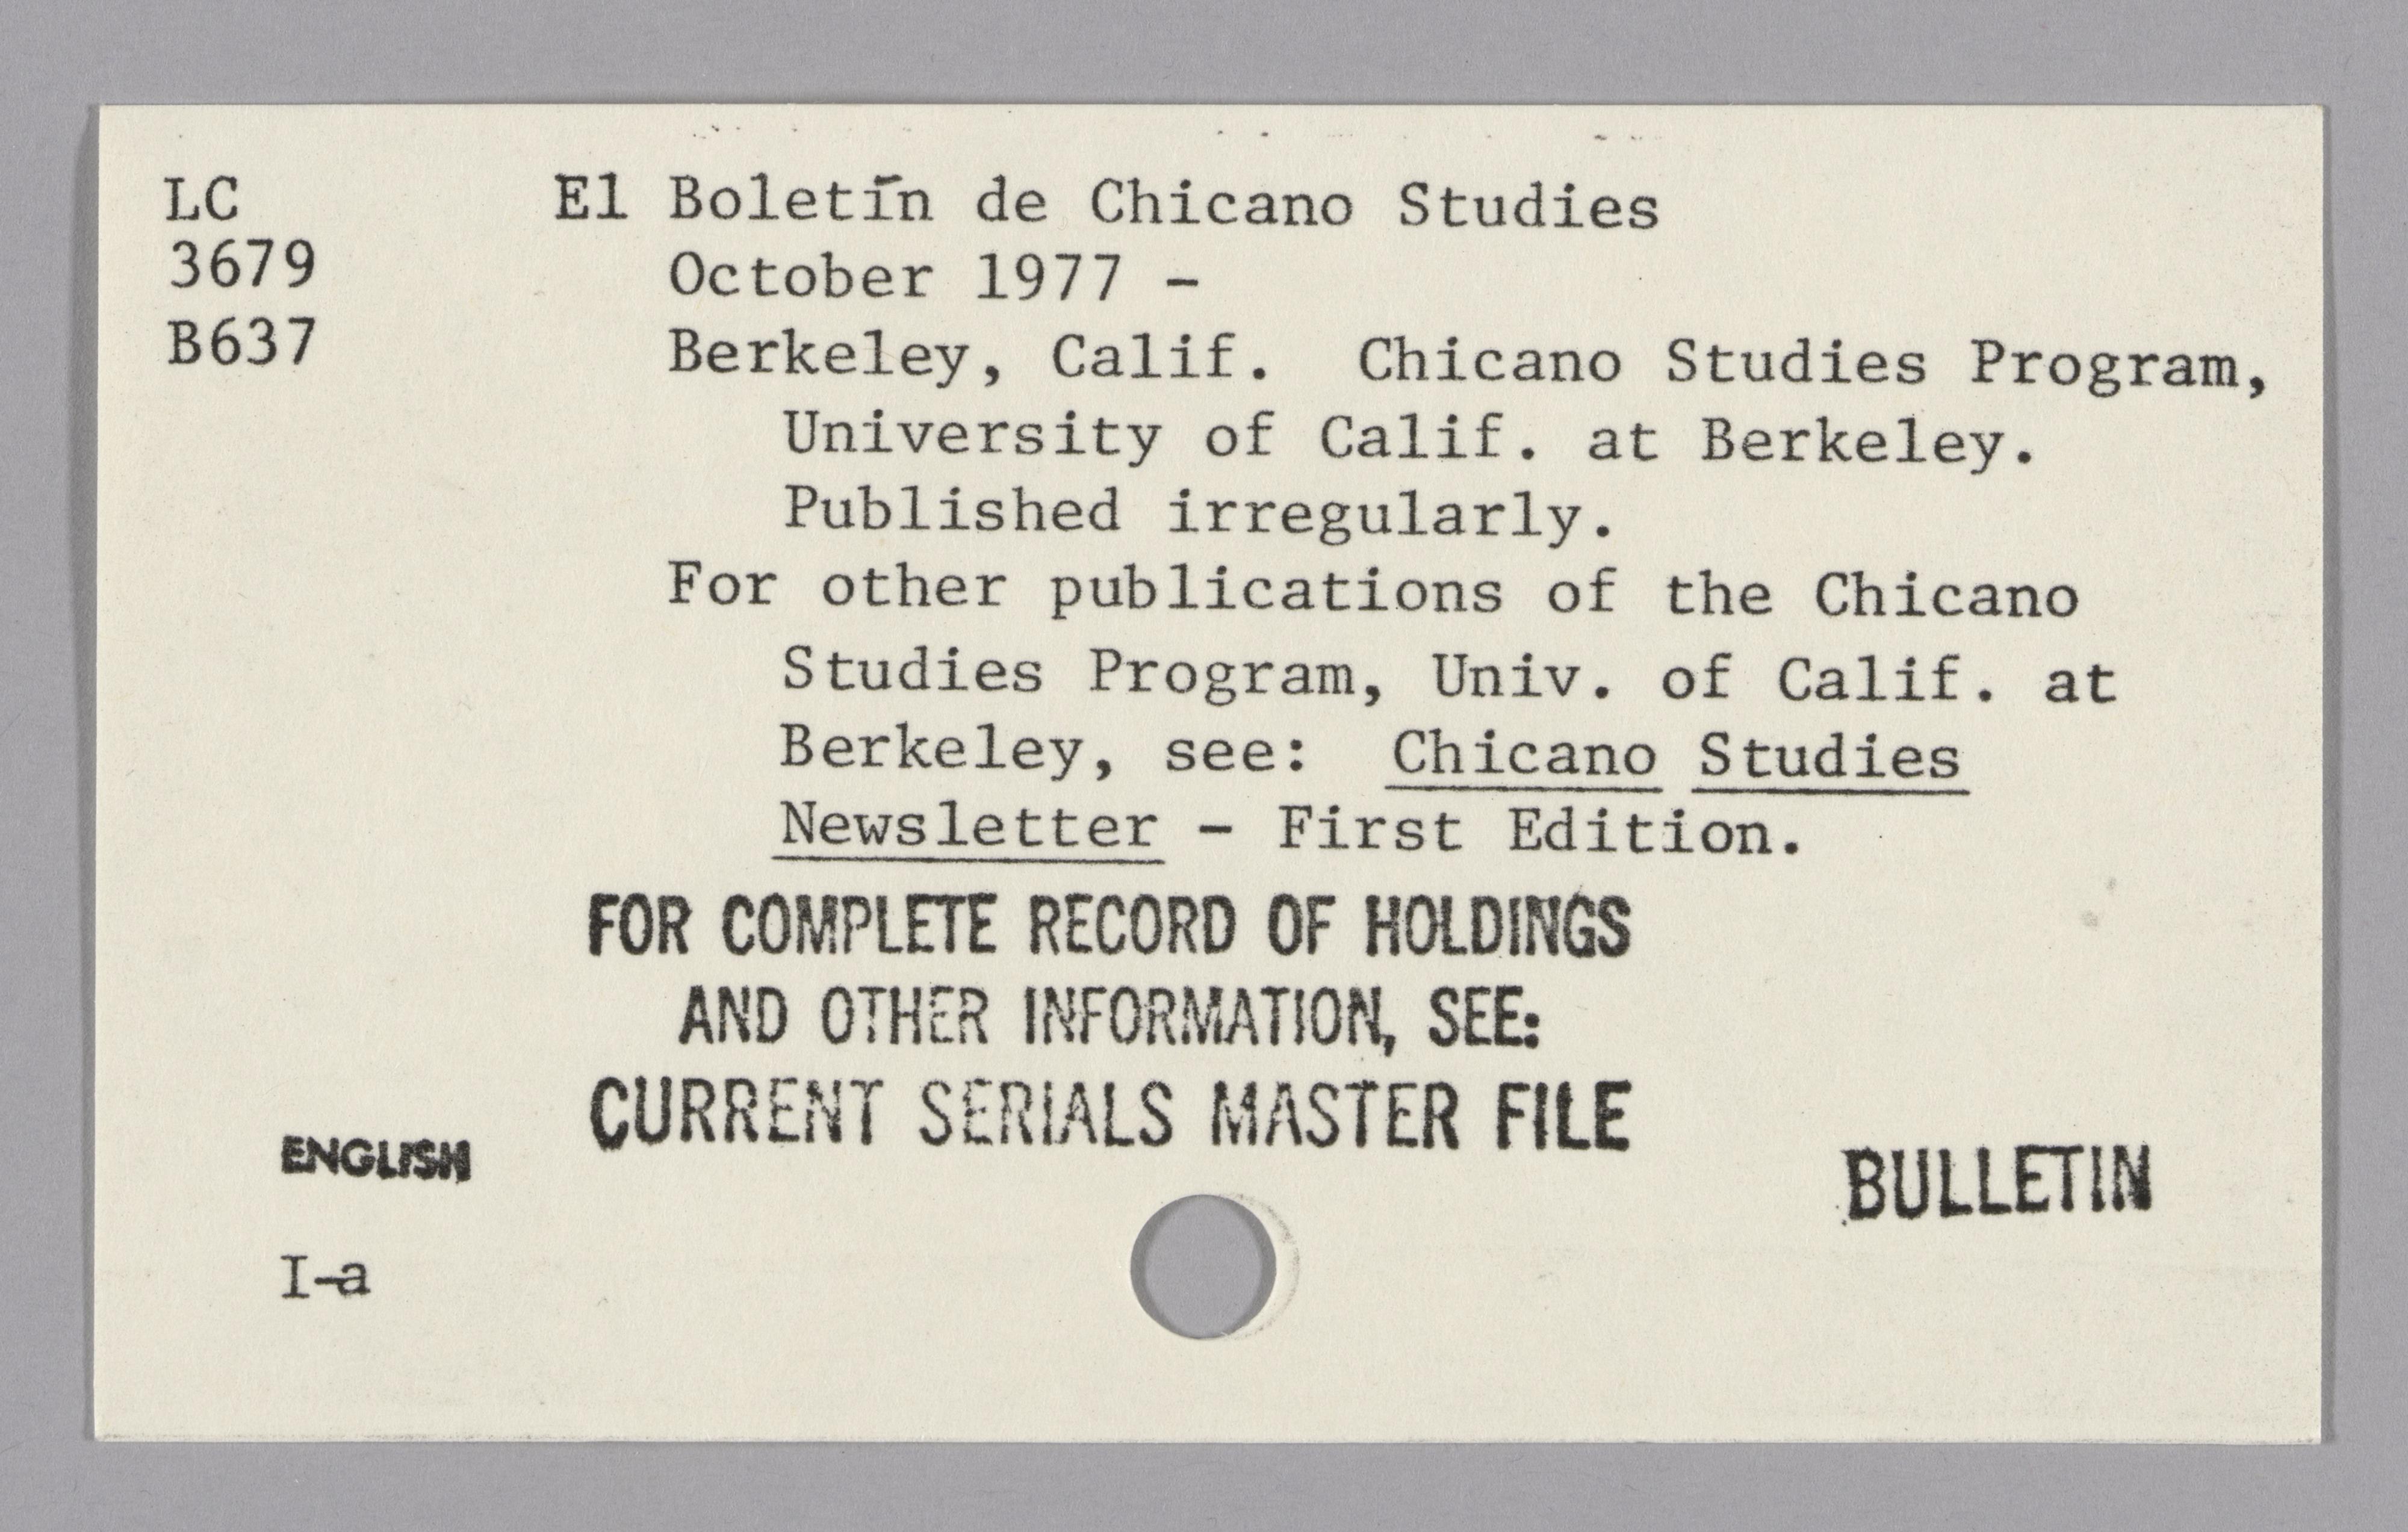 LC
3679
B637
El Boletín de Chicano Studies
October 1977 -
Berkeley, Calif.  Chicano Studies Program,
University of Calif. at Berkeley.
Published irregularly.
For other publications of the Chicano
Studies Program, Univ. of Calif. at
Berkeley, see:  Chicano Studies
Newsletter - First Edition.
FOR COMPLETE RECORD OF HOLDINGS
AND OTHER INFORMATION, SEE:
CURRENT SERIALS MASTER FILE
ENGLISH
BULLETIN
I-a